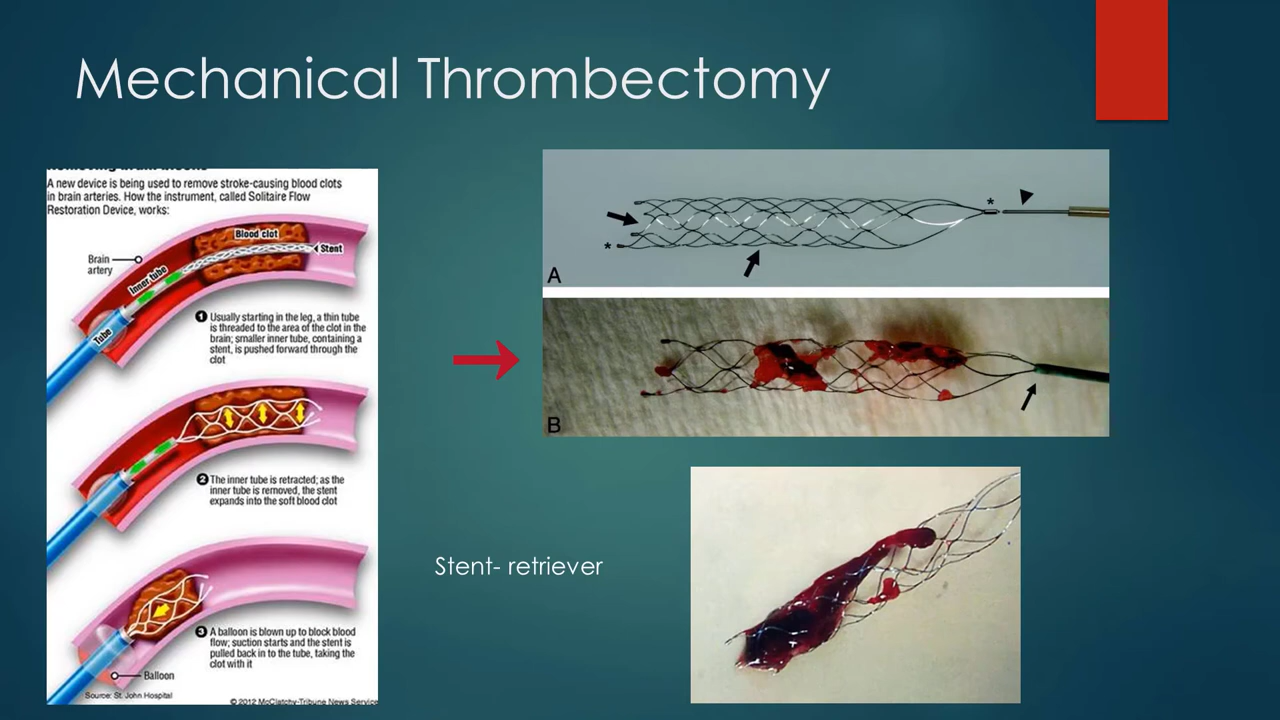 Mechanical Thrombectomy
A new device is being used to remove stroke-causing blood clots
in brain arteries. How the instrument, called Solitaire Flow
Restoration Device, works:
Blood clot
Stent
Brain
artery
Inner tube
Tube
1 Usually starting in the leg, a thin tube
is threaded to the area of the clot in the
brain; smaller inner tube, containing a
stent, is pushed forward through the
clot
2 The inner tube is retracted; as the
inner tube is removed, the stent
expands into the soft blood clot
3 A balloon is blown up to block blood
flow; suction starts and the stent is
pulled back in to the tube, taking the
clot with it
Balloon
Source: St. John Hospital
© 2012 McClatchy-Tribune News Service
* 
*
A
B
Stent- retriever